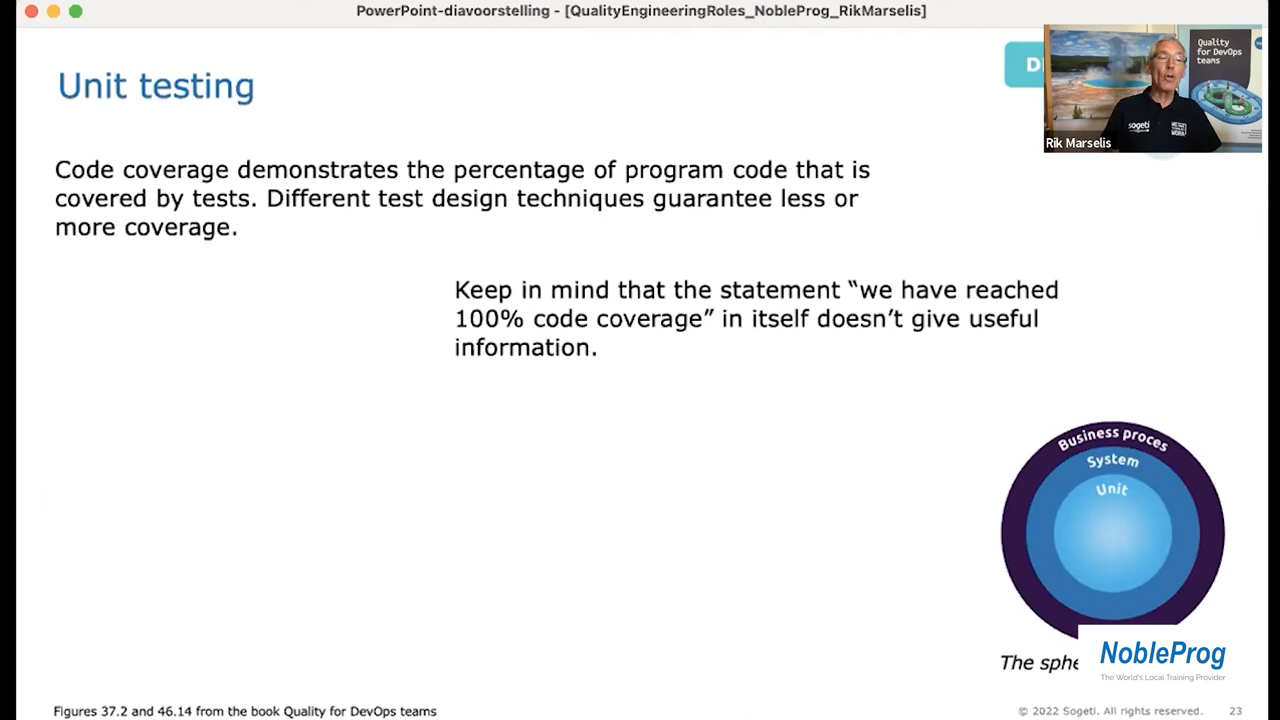 PowerPoint-diavoorstelling - [QualityEngineeringRoles_NobleProg_RikMarselis]
Unit testing
Quality
for DevOps
teams
sogeti
Rik Marselis
Code coverage demonstrates the percentage of program code that is
covered by tests. Different test design techniques guarantee less or
more coverage.
Keep in mind that the statement “we have reached
100% code coverage” in itself doesn’t give useful
information.
Business proces
System
Unit
The
NobleProg
The World's Local Training Provider
Figures 37.2 and 46.14 from the book Quality for DevOps teams
© 2022 Sogeti. All rights reserved.
23